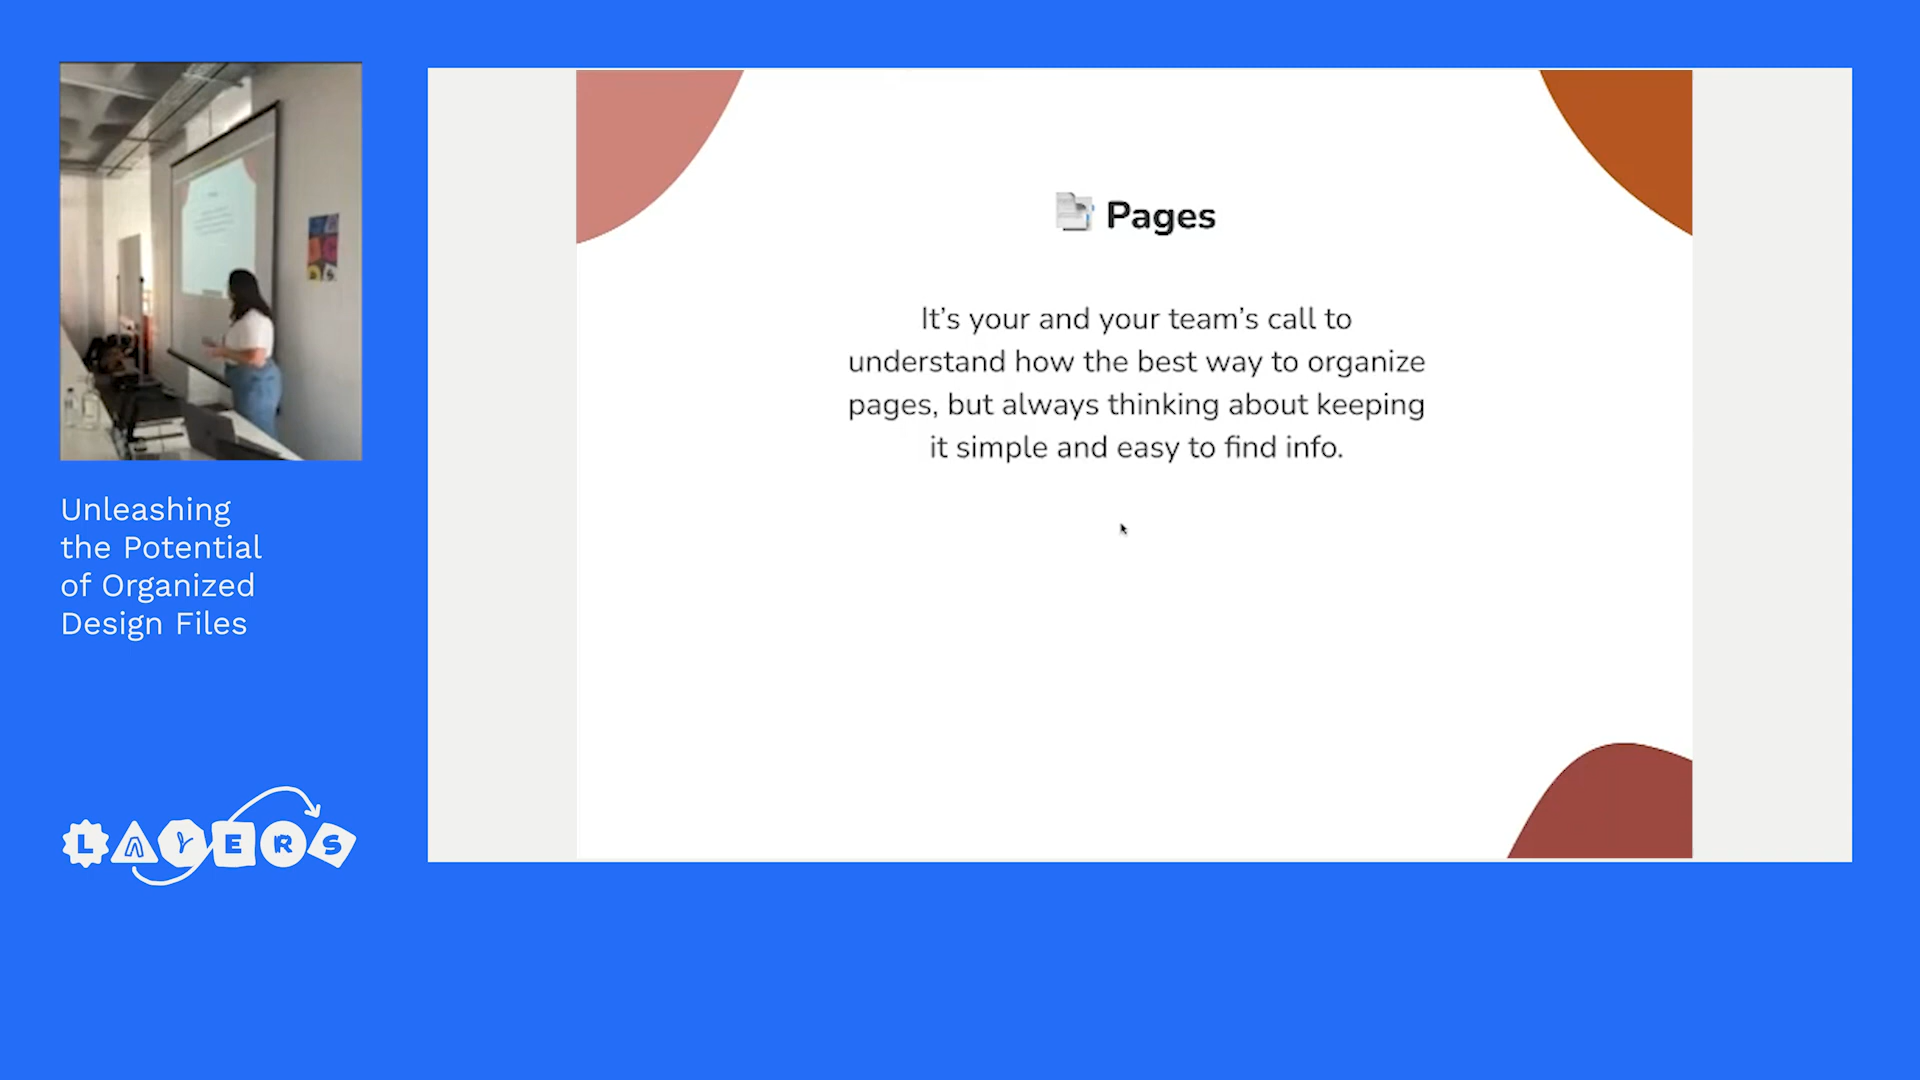 Unleashing
the Potential
of Organized
Design Files
LAYERS
Pages
It's your and your team's call to
understand how the best way to organize
pages, but always thinking about keeping
it simple and easy to find info.